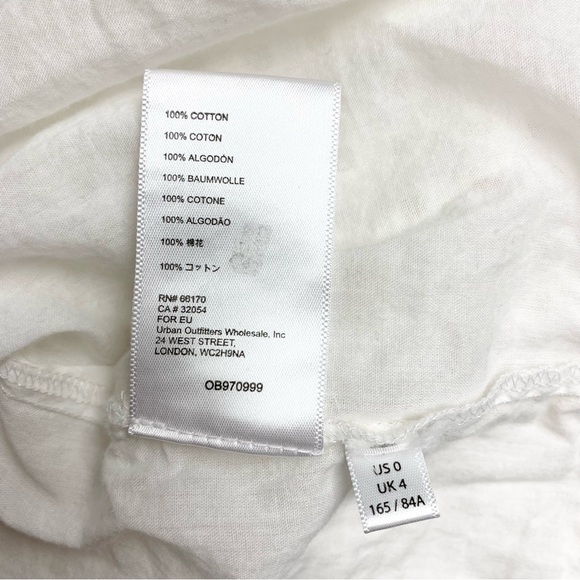 100% COTTON
100% COTON
100% ALGODÓN
100% BAUMWOLLE
100% COTONE
100% ALGODÃO
100% 棉花
100% コットン
RN# 66170
CA # 32054
FOR EU
Urban Outfitters Wholesale, Inc
24 WEST STREET,
LONDON, WC2H9NA
OB970999
US 0
UK 4
165 / 84A